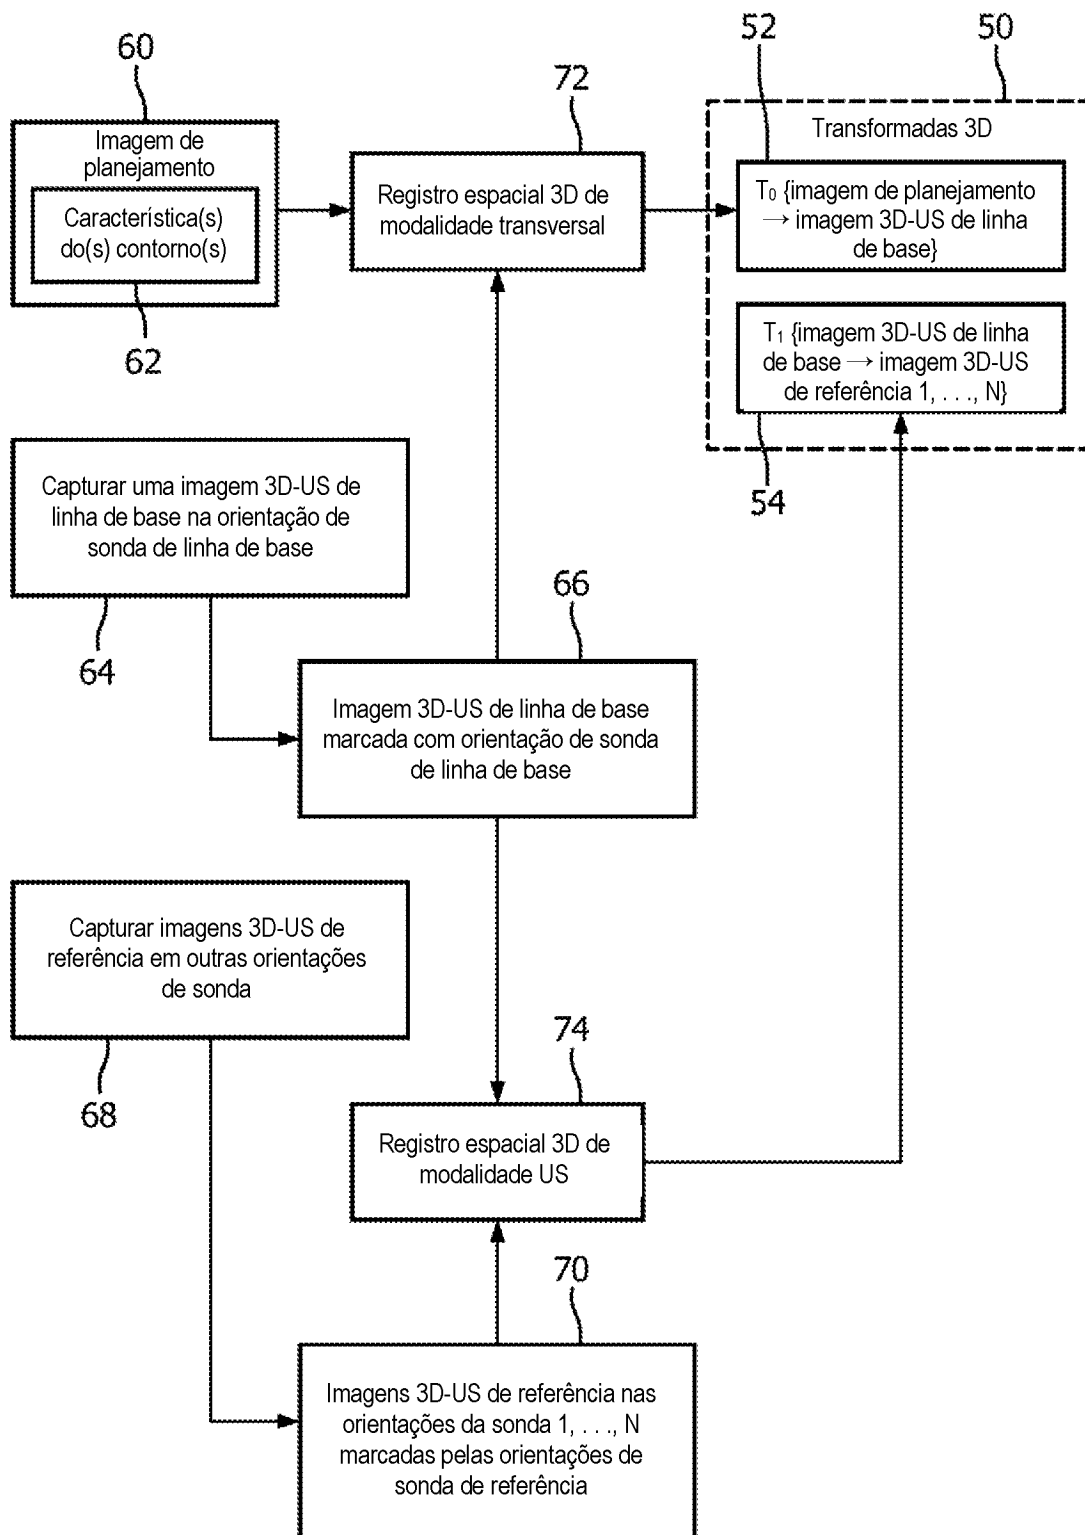 60
Imagem de
planejamento
Característica(s)
do(s) contorno(s)
62
72
Registro espacial 3D de
modalidade transversal
52
50
Transformadas 3D
T₀ {imagem de planejamento
→ imagem 3D-US de linha
de base}
T₁ {imagem 3D-US de linha
de base → imagem 3D-US
de referência 1, . . ., N}
54
Capturar uma imagem 3D-US de
linha de base na orientação de
sonda de linha de base
64
66
Imagem 3D-US de linha de base
marcada com orientação de sonda
de linha de base
Capturar imagens 3D-US de
referência em outras orientações
de sonda
68
74
Registro espacial 3D de
modalidade US
70
Imagens 3D-US de referência nas
orientações da sonda 1, . . ., N
marcadas pelas orientações de
sonda de referência